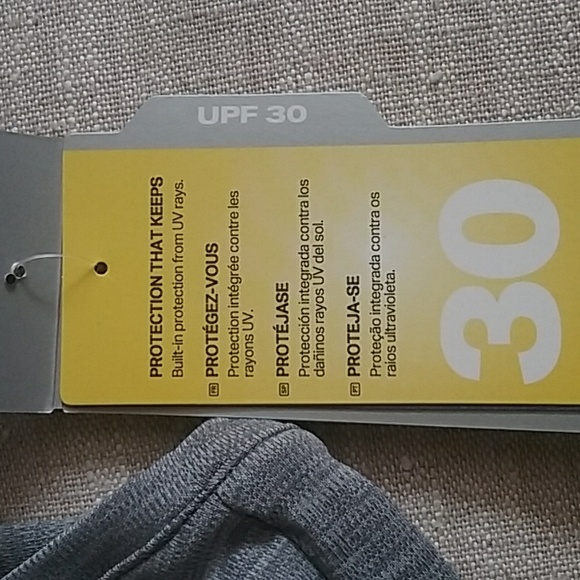 UPF 30
PROTECTION THAT KEEPS
Built-in protection from UV rays.
FR PROTÉGEZ-VOUS
Protection intégrée contre les
rayons UV.
SP PROTÉJASE
Protección integrada contra los
dañinos rayos UV del sol.
PT PROTEJA-SE
Proteção integrada contra os
raios ultravioleta.
30